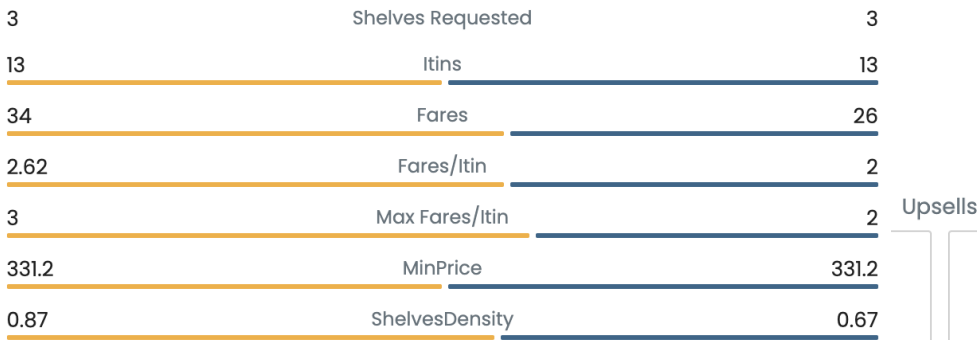 3 Shelves Requested 3
13 Itins 13
34 Fares 26
2.62 Fares/Itin 2
3 Max Fares/Itin 2
Upsells
331.2 MinPrice 331.2
0.87 ShelvesDensity 0.67